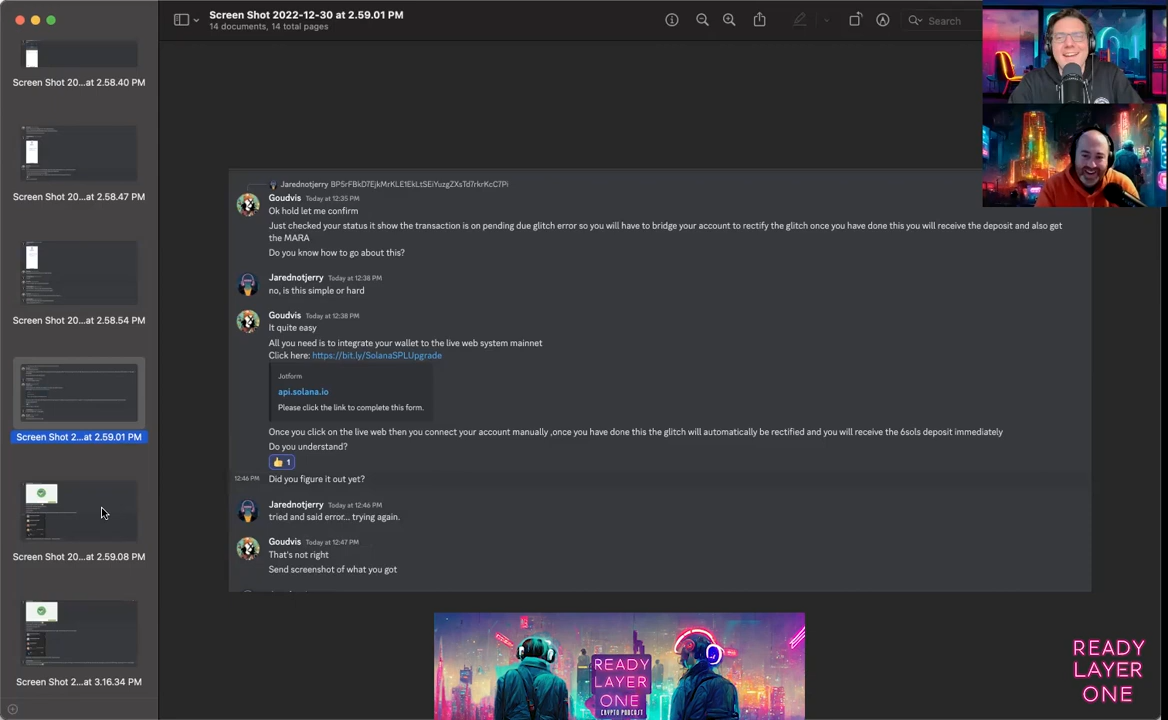 Screen Shot 2022-12-30 at 2.59.01 PM
14 documents, 14 total pages
Search
Screen Shot 20...at 2.58.40 PM
Screen Shot 20...at 2.58.47 PM
Screen Shot 20...at 2.58.54 PM
Screen Shot 2...at 2.59.01 PM
Screen Shot 20...at 2.59.08 PM
Screen Shot 2...at 3.16.34 PM
Jarednotjerry BP5rFBkD7EjkMrKLE1EkLtSEiYuzgZXsTd7rkrKcC7Pi
Goudvis Today at 12:35 PM
Ok hold let me confirm
Just checked your status it show the transaction is on pending due glitch error so you will have to bridge your account to rectify the glitch once you have done this you will receive the deposit and also get
the MARA
Do you know how to go about this?
Jarednotjerry Today at 12:38 PM
no, is this simple or hard
Goudvis Today at 12:38 PM
It quite easy
All you need is to integrate your wallet to the live web system mainnet
Click here: https://bit.ly/SolanaSPLUpgrade
Jotform
api.solana.io
Please click the link to complete this form.
Once you click on the live web then you connect your account manually ,once you have done this the glitch will automatically be rectified and you will receive the 6sols deposit immediately
Do you understand?
👍 1
12:46 PM Did you figure it out yet?
Jarednotjerry Today at 12:46 PM
tried and said error... trying again.
Goudvis Today at 12:47 PM
That's not right
Send screenshot of what you got
READY
LAYER
ONE
CRYPTO PODCAST
READY
LAYER
ONE